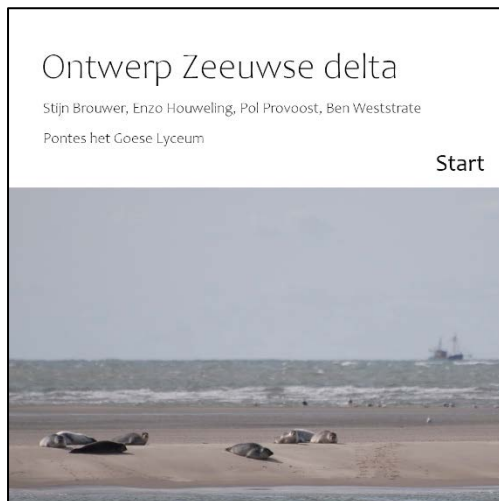 Ontwerp Zeeuwse delta
Stijn Brouwer, Enzo Houweling, Pol Provoost, Ben Weststrate
Pontes het Goese Lyceum
Start